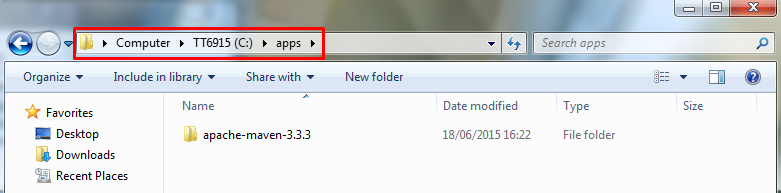 Computer TT6915 (C:) apps Search apps
Organize Include in library Share with New folder
Favorites Name Date modified Type Size
Desktop apache-maven-3.3.3 18/06/2015 16:22 File folder
Downloads
Recent Places